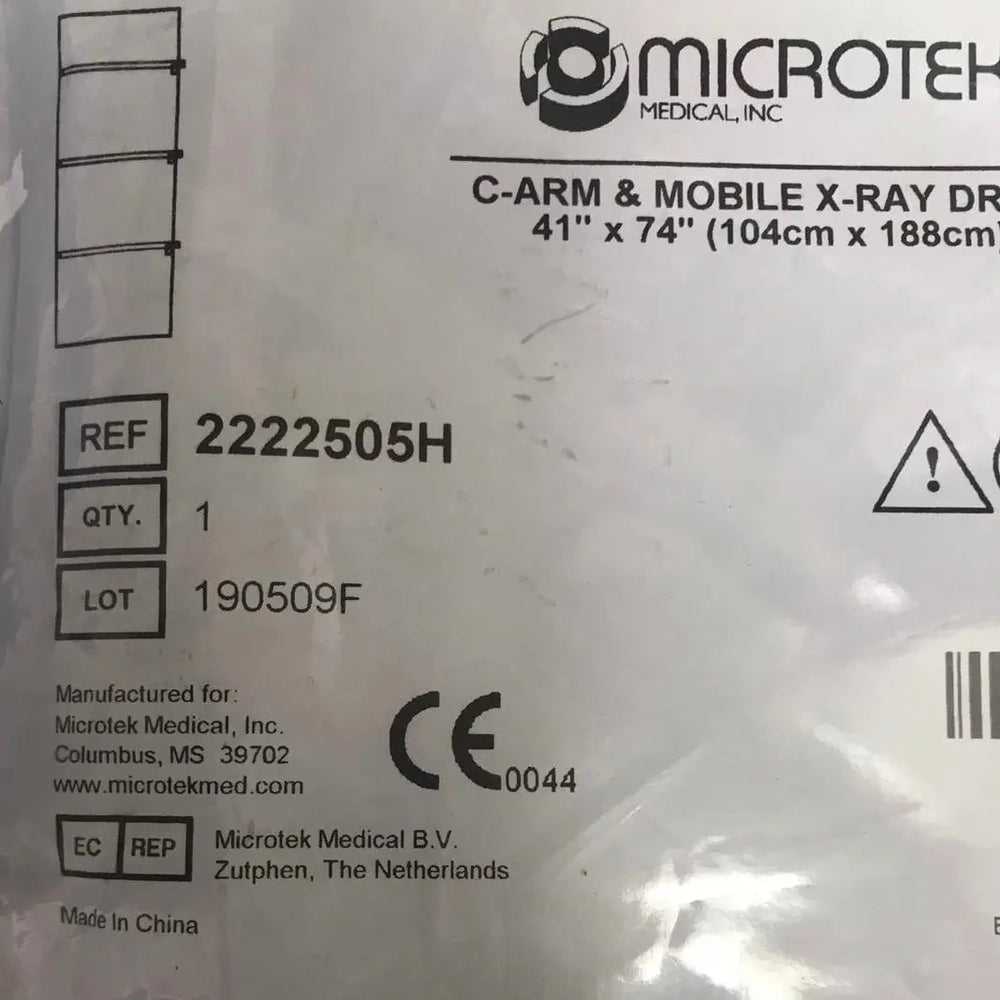 MICROTEK
MEDICAL, INC
C-ARM & MOBILE X-RAY DR
41" x 74" (104cm x 188cm)
REF 2222505H
QTY. 1
LOT 190509F
Manufactured for:
Microtek Medical, Inc.
Columbus, MS 39702
www.microtekmed.com
CE 0044
EC REP Microtek Medical B.V.
Zutphen, The Netherlands
Made In China